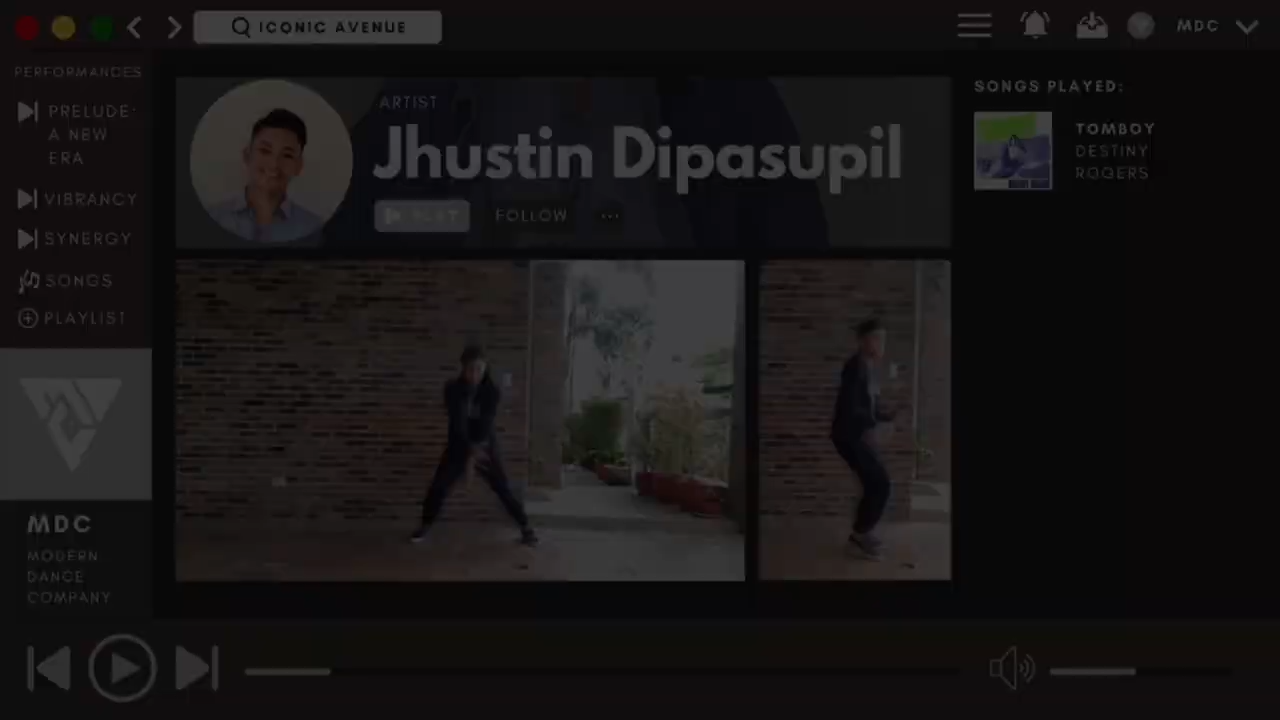 ICONIC AVENUE
MDC
PERFORMANCES
PRELUDE:
A NEW
ERA
VIBRANCY
SYNERGY
SONGS
PLAYLIST
MDC
MODERN
DANCE
COMPANY
ARTIST
Jhustin Dipasupil
PLAY
FOLLOW
...
SONGS PLAYED:
TOMBOY
DESTINY
ROGERS